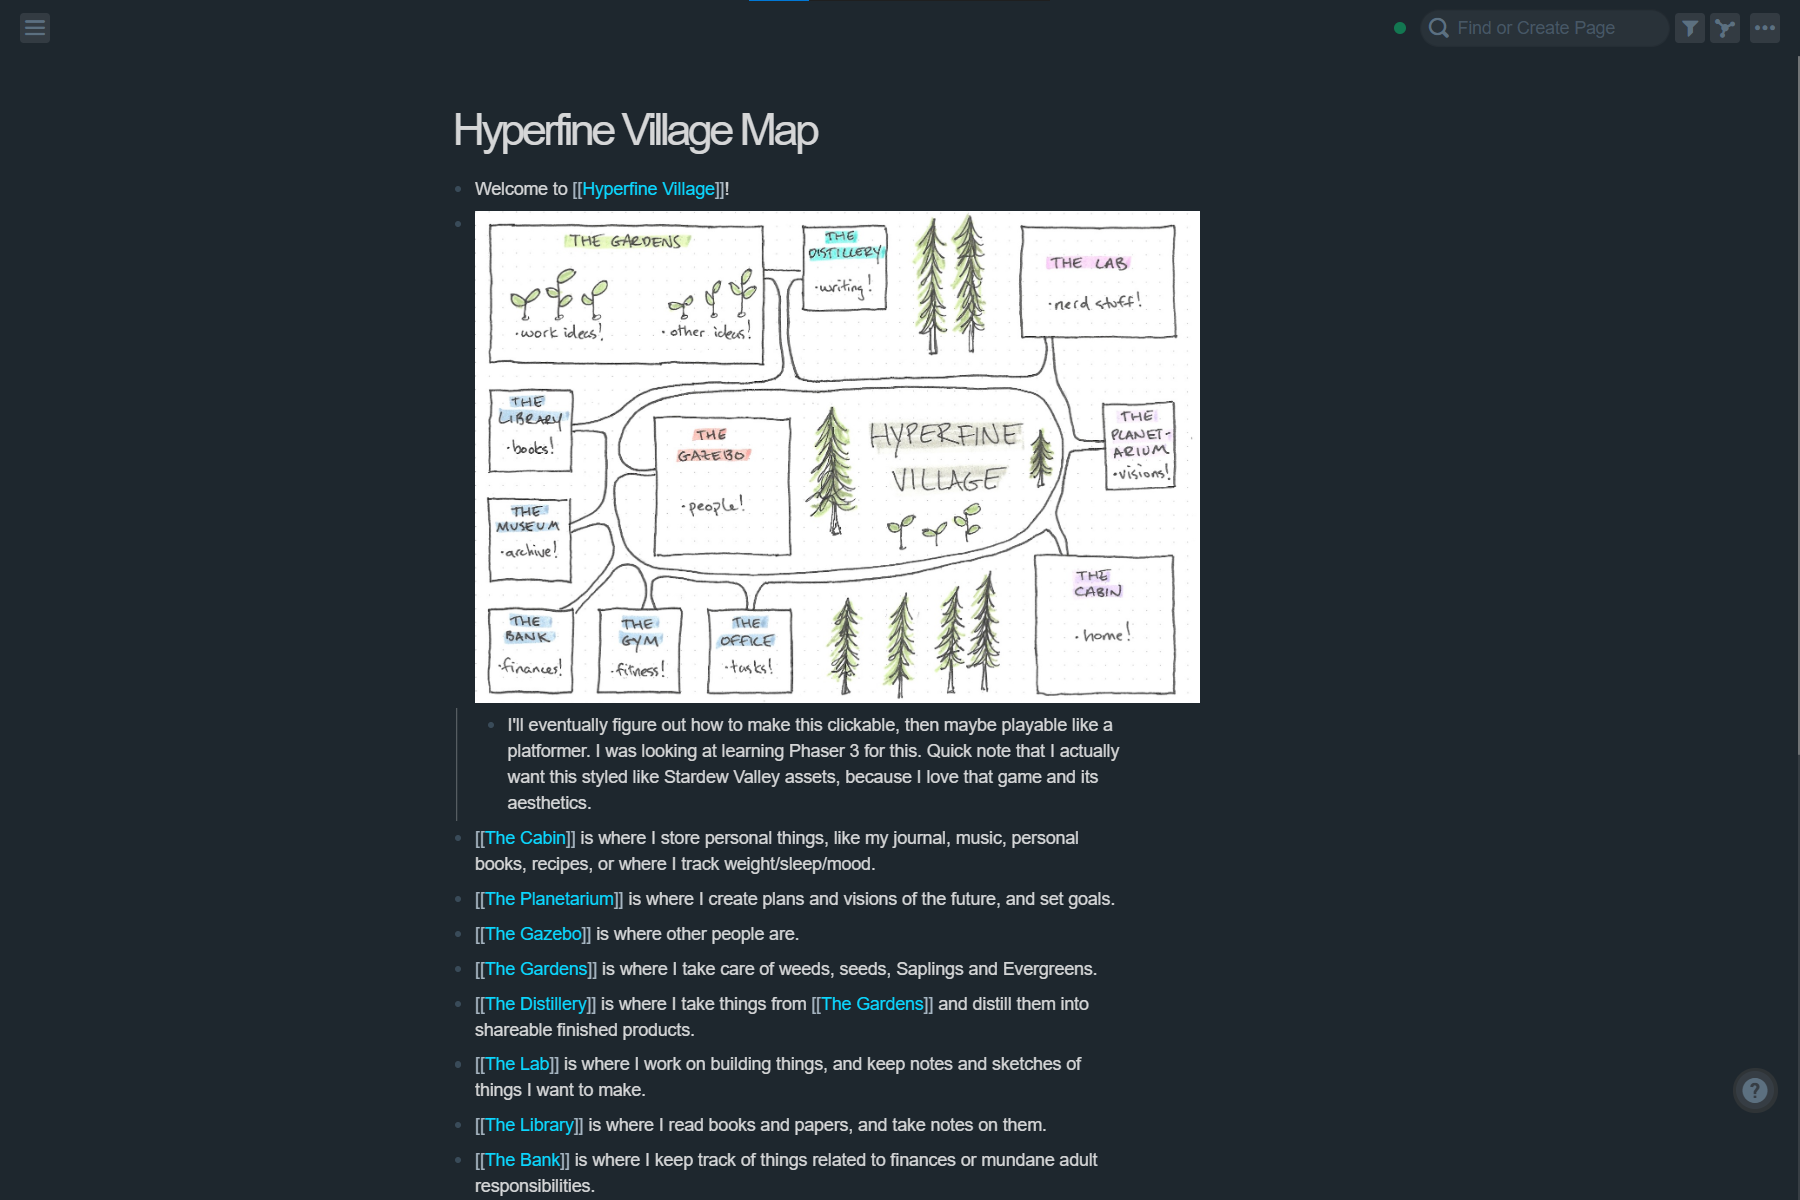 Find or Create Page
Hyperfine Village Map
Welcome to [[Hyperfine Village]]!
THE GARDENS
·work ideas!
·other ideas!
THE
DISTILLERY
·writing!
THE LAB
·nerd stuff!
THE
LIBRARY
·books!
THE
GAZEBO
·people!
HYPERFINE
VILLAGE
THE
PLANET-
ARIUM
·visions!
THE
MUSEUM
·archive!
THE
BANK
·finances!
THE
GYM
·fitness!
THE
OFFICE
·tasks!
THE
CABIN
·home!
I'll eventually figure out how to make this clickable, then maybe playable like a
platformer. I was looking at learning Phaser 3 for this. Quick note that I actually
want this styled like Stardew Valley assets, because I love that game and its
aesthetics.
[[The Cabin]] is where I store personal things, like my journal, music, personal
books, recipes, or where I track weight/sleep/mood.
[[The Planetarium]] is where I create plans and visions of the future, and set goals.
[[The Gazebo]] is where other people are.
[[The Gardens]] is where I take care of weeds, seeds, Saplings and Evergreens.
[[The Distillery]] is where I take things from [[The Gardens]] and distill them into
shareable finished products.
[[The Lab]] is where I work on building things, and keep notes and sketches of
things I want to make.
[[The Library]] is where I read books and papers, and take notes on them.
[[The Bank]] is where I keep track of things related to finances or mundane adult
responsibilities.